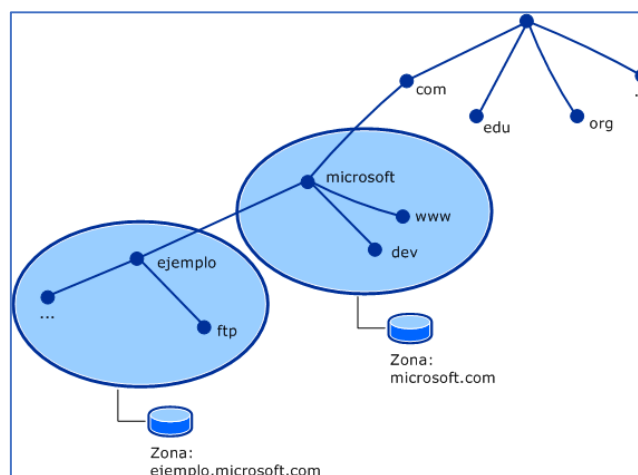 com
...
edu
org
microsoft
www
dev
ejemplo
...
ftp
Zona:
microsoft.com
Zona:
ejemplo.microsoft.com